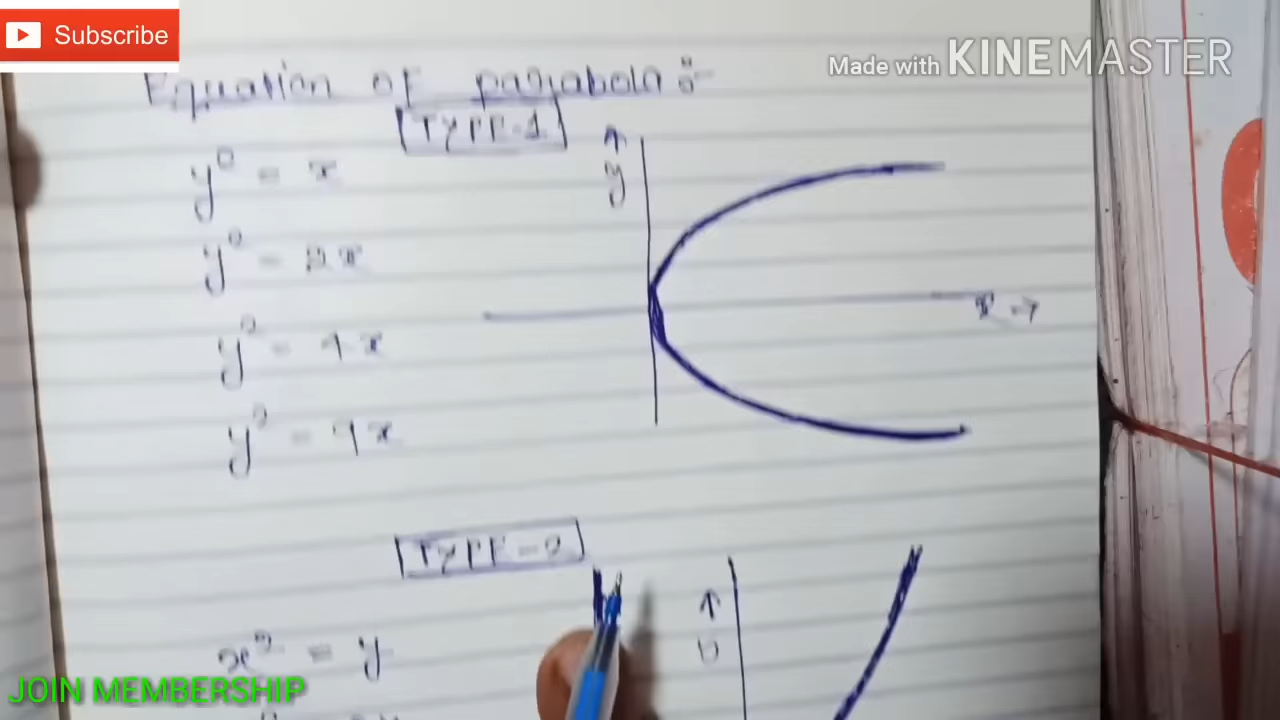 Subscribe
Made with KINEMASTER
Equation of parabola :-
TYPE-1
y² = x
y² = 2x
y² = 4x
y² = 9x
↑
y
x →
TYPE-2
x² = y
↑
JOIN MEMBERSHIP